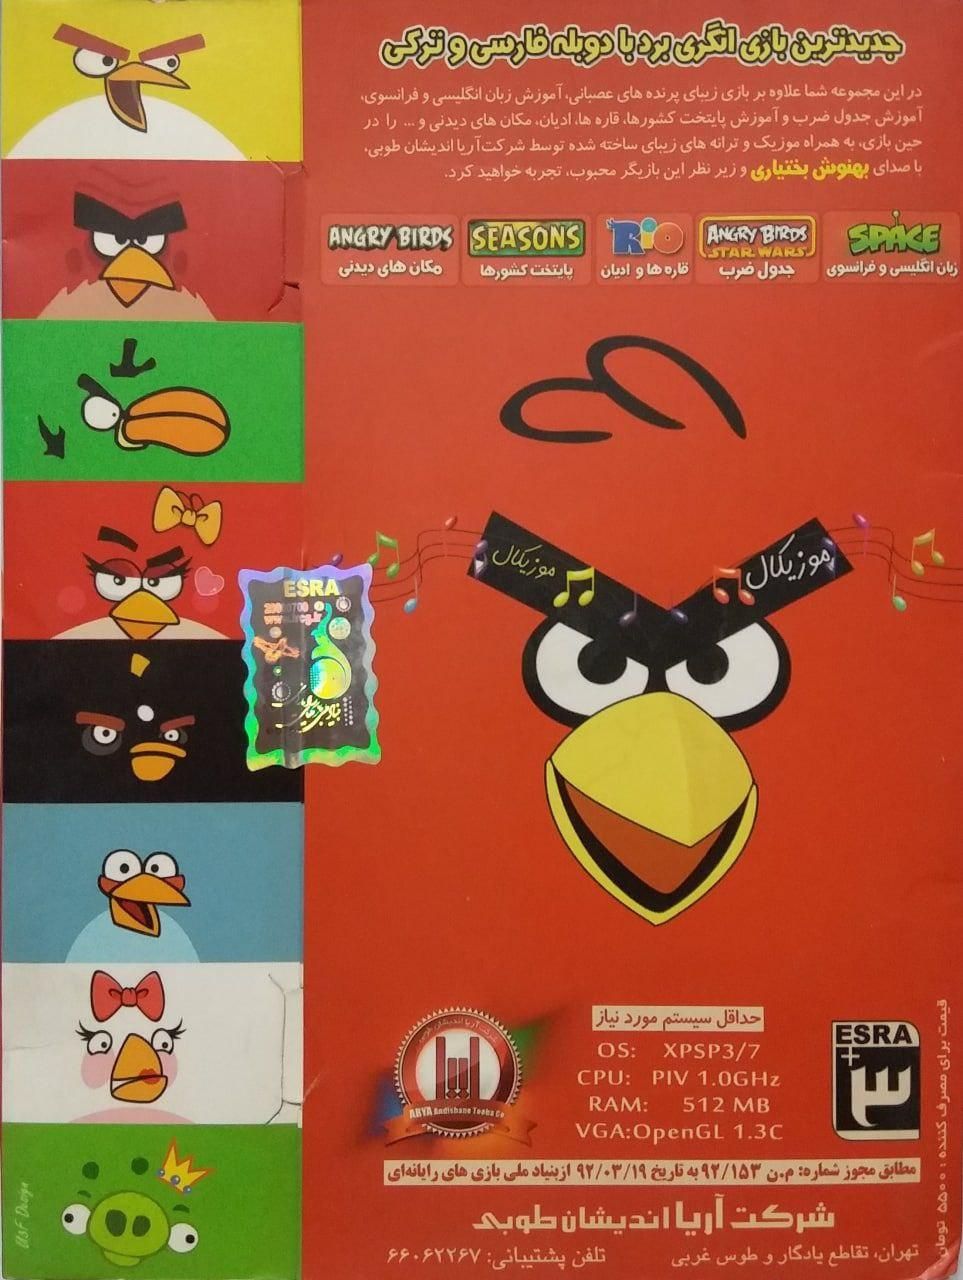 جدیدترین بازی انگری برد با دوبله فارسی و ترکی
در این مجموعه شما علاوه بر بازی زیبای پرنده های عصبانی، آموزش زبان انگلیسی و فرانسوی،
آموزش جدول ضرب و آموزش پایتخت کشورها، قاره ها، ادیان، مکان های دیدنی و ... را در
حین بازی، به همراه موزیک و ترانه های زیبای ساخته شده توسط شرکت آریا اندیشان طوبی،
با صدای بهنوش بختیاری و زیر نظر این بازیگر محبوب، تجربه خواهید کرد.
SPACE
زبان انگلیسی و فرانسوی
ANGRY BIRDS
STAR WARS
جدول ضرب
RIO
قاره ها و ادیان
SEASONS
پایتخت کشورها
ANGRY BIRDS
مکان های دیدنی
موزیکال
موزیکال
ESRA
حداقل سیستم مورد نیاز
OS: XPSP3/7
CPU: PIV 1.0GHz
RAM: 512 MB
VGA:OpenGL 1.3C
ESRA
+۳
شرکت آریا اندیشان طوبی
ARYA Andishane Tooba Co
مطابق مجوز شماره: م.ن ۹۲/۱۵۳ به تاریخ ۹۲/۰۳/۱۹ ازبنیاد ملی بازی های رایانه‌ای
شرکت آریا اندیشان طوبی
تهران، تقاطع یادگار و طوس غربی
تلفن پشتیبانی: ۶۶۰۶۲۲۶۷
قیمت برای مصرف کننده: ۵۵۰۰ تومان